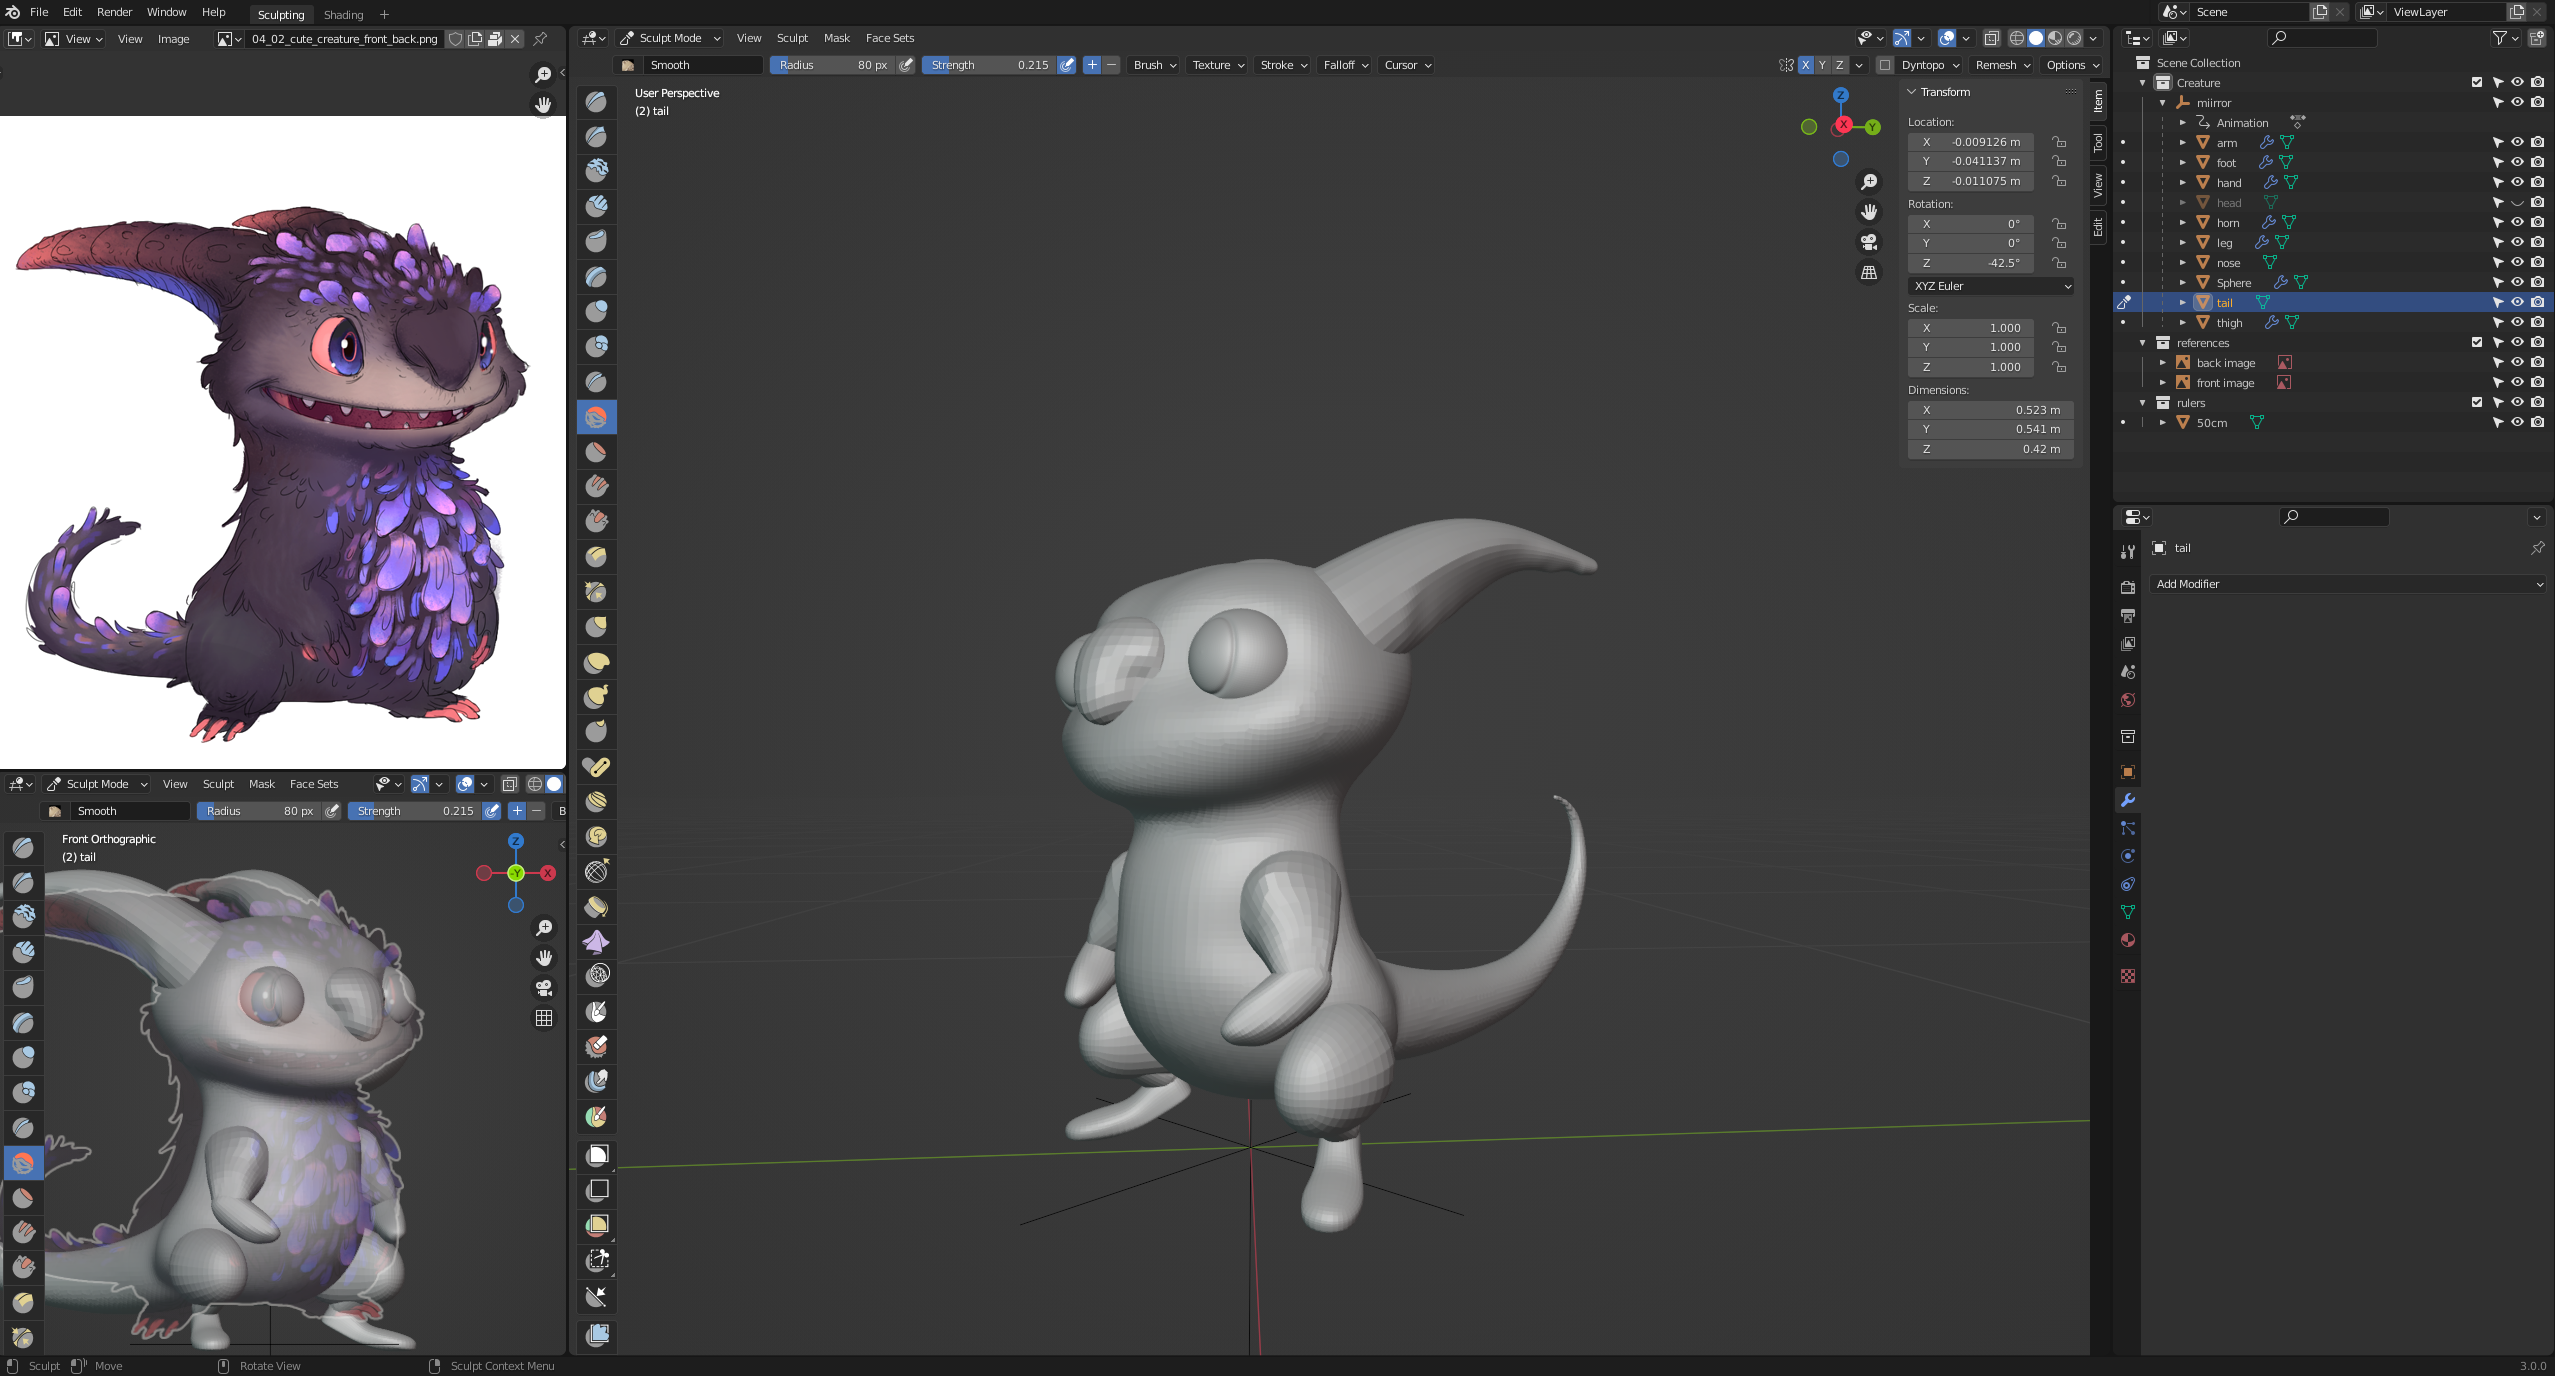 File Edit Render Window Help Sculpting Shading +
Scene ViewLayer
View View Image 04_02_cute_creature_front_back.png
Sculpt Mode View Sculpt Mask Face Sets
Smooth Radius 80 px Strength 0.215 + − Brush Texture Stroke Falloff Cursor
X Y Z Dyntopo Remesh Options
User Perspective
(2) tail
Z
X Y
Transform
Location:
X -0.009126 m
Y -0.041137 m
Z -0.011075 m
Rotation:
X 0°
Y 0°
Z -42.5°
XYZ Euler
Scale:
X 1.000
Y 1.000
Z 1.000
Dimensions:
X 0.523 m
Y 0.541 m
Z 0.42 m
Item
Tool
View
Edit
Scene Collection
Creature
miirror
Animation
arm
foot
hand
head
horn
leg
nose
Sphere
tail
thigh
references
back image
front image
rulers
50cm
tail
Add Modifier
Sculpt Mode View Sculpt Mask Face Sets
Smooth Radius 80 px Strength 0.215 + − B
Front Orthographic
(2) tail
Z
-Y X
Sculpt Move Rotate View Sculpt Context Menu 3.0.0